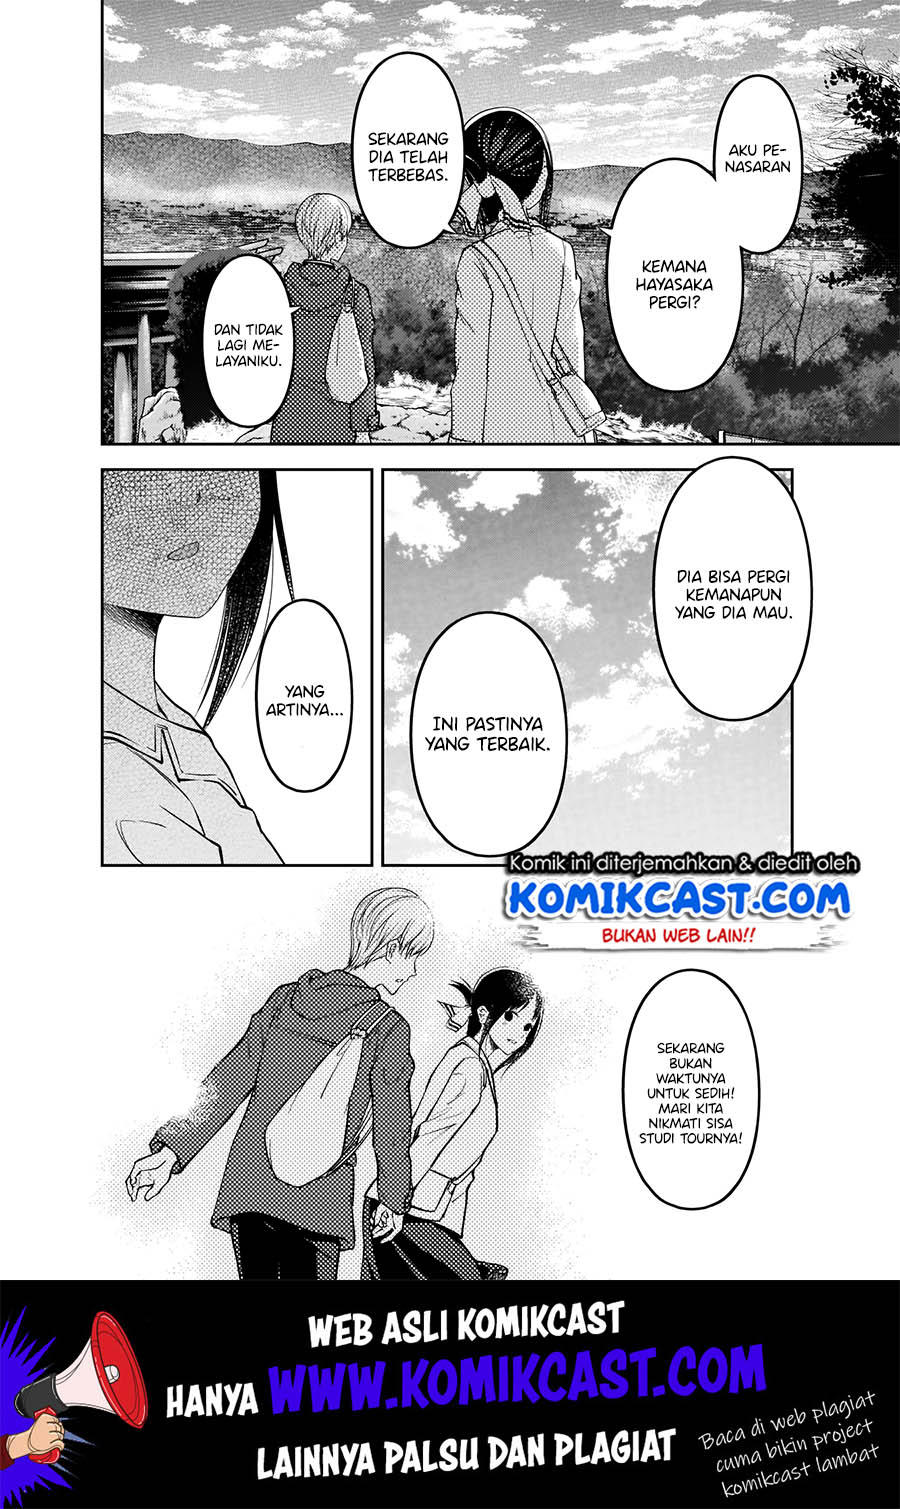 AKU PE-
NASARAN
KEMANA
HAYASAKA
PERGI?
SEKARANG
DIA TELAH
TERBEBAS.
DAN TIDAK
LAGI ME-
LAYANIKU.
DIA BISA PERGI
KEMANAPUN
YANG DIA MAU.
INI PASTINYA
YANG TERBAIK.
YANG
ARTINYA...
Komik ini diterjemahkan & diedit oleh
KOMIKCAST.COM
BUKAN WEB LAIN!!
SEKARANG
BUKAN
WAKTUNYA
UNTUK SEDIH!
MARI KITA
NIKMATI SISA
STUDI TOURNYA!
WEB ASLI KOMIKCAST
HANYA WWW.KOMIKCAST.COM
LAINNYA PALSU DAN PLAGIAT
Baca di web plagiat
cuma bikin project
komikcast lambat